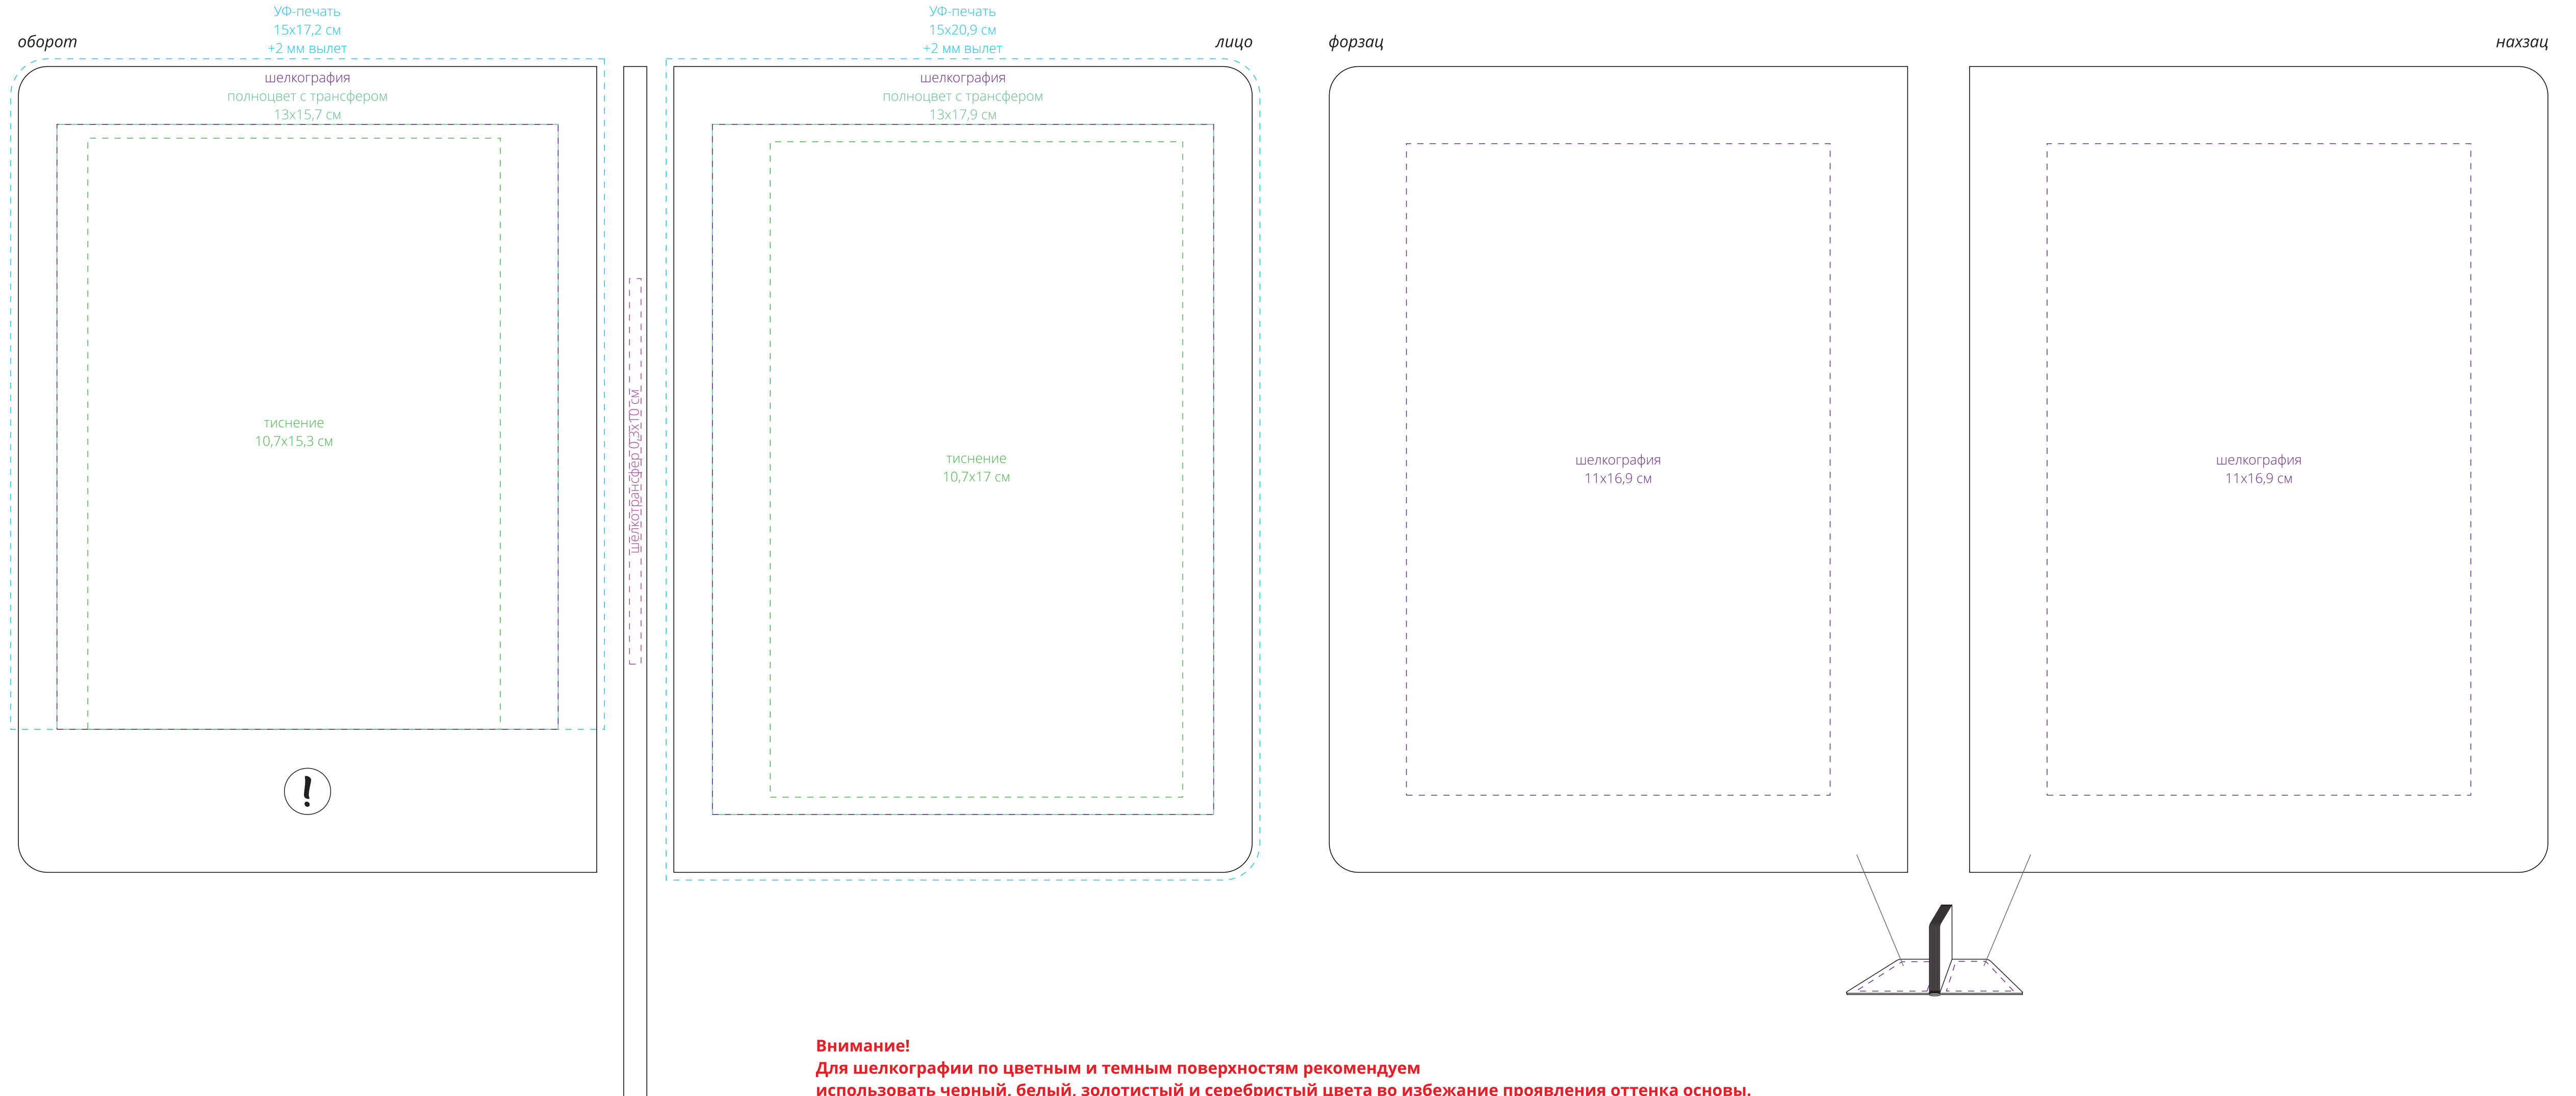 оборот
УФ-печать
15х17,2 см
+2 мм вылет
шелкография
полноцвет с трансфером
13х15,7 см
тиснение
10,7х15,3 см
!
шелкотрансфер 0,3х10 см
УФ-печать
15х20,9 см
+2 мм вылет
лицо
шелкография
полноцвет с трансфером
13х17,9 см
тиснение
10,7х17 см
форзац
шелкография
11х16,9 см
нахзац
шелкография
11х16,9 см
Внимание!
Для шелкографии по цветным и темным поверхностям рекомендуем
использовать черный, белый, золотистый и серебристый цвета во избежание проявления оттенка основы.